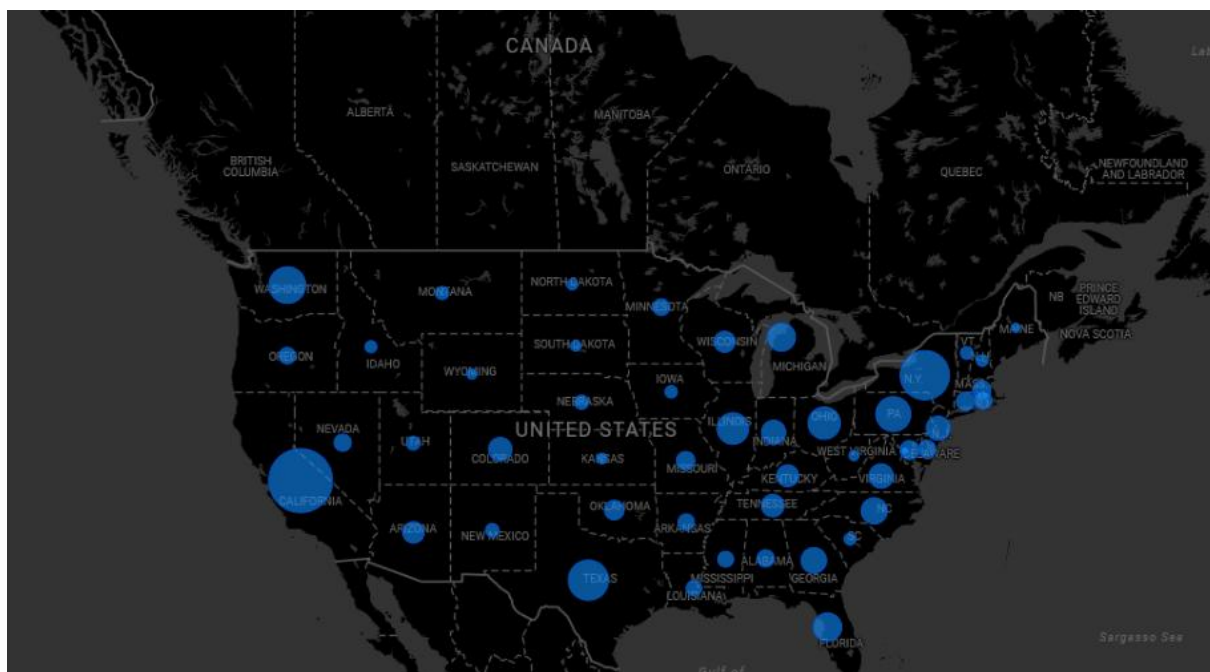 CANADA
Lab
ALBERTA
MANITOBA
BRITISH
COLUMBIA
SASKATCHEWAN
ONTARIO
QUEBEC
NEWFOUNDLAND
AND LABRADOR
WASHINGTON
MONTANA
NORTH DAKOTA
MINNESOTA
NB
PRINCE
EDWARD
ISLAND
MAINE
NOVA SCOTIA
OREGON
IDAHO
SOUTH DAKOTA
WISCONSIN
MICHIGAN
VT
WYOMING
IOWA
N.Y.
MASS
NEBRASKA
NEVADA
UTAH
COLORADO
UNITED STATES
ILLINOIS
INDIANA
OHIO
PA
N.J.
KANSAS
MISSOURI
WEST VIRGINIA
DELAWARE
CALIFORNIA
KENTUCKY
VIRGINIA
OKLAHOMA
TENNESSEE
NC
ARIZONA
NEW MEXICO
ARKANSAS
SC
TEXAS
MISSISSIPPI
ALABAMA
GEORGIA
LOUISIANA
FLORIDA
Sargasso Sea
Gulf of